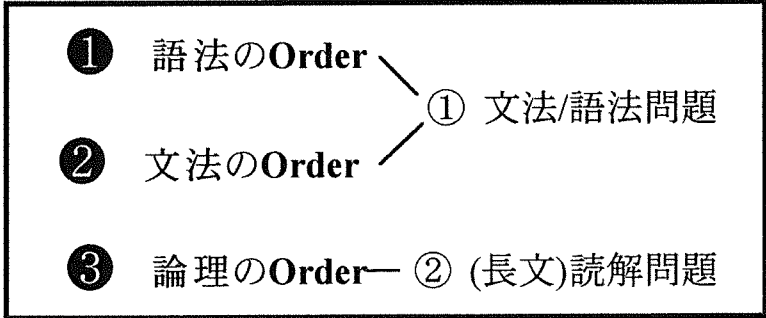 ❶ 語法のOrder
① 文法/語法問題
❷ 文法のOrder
❸ 論理のOrder— ② (長文)読解問題